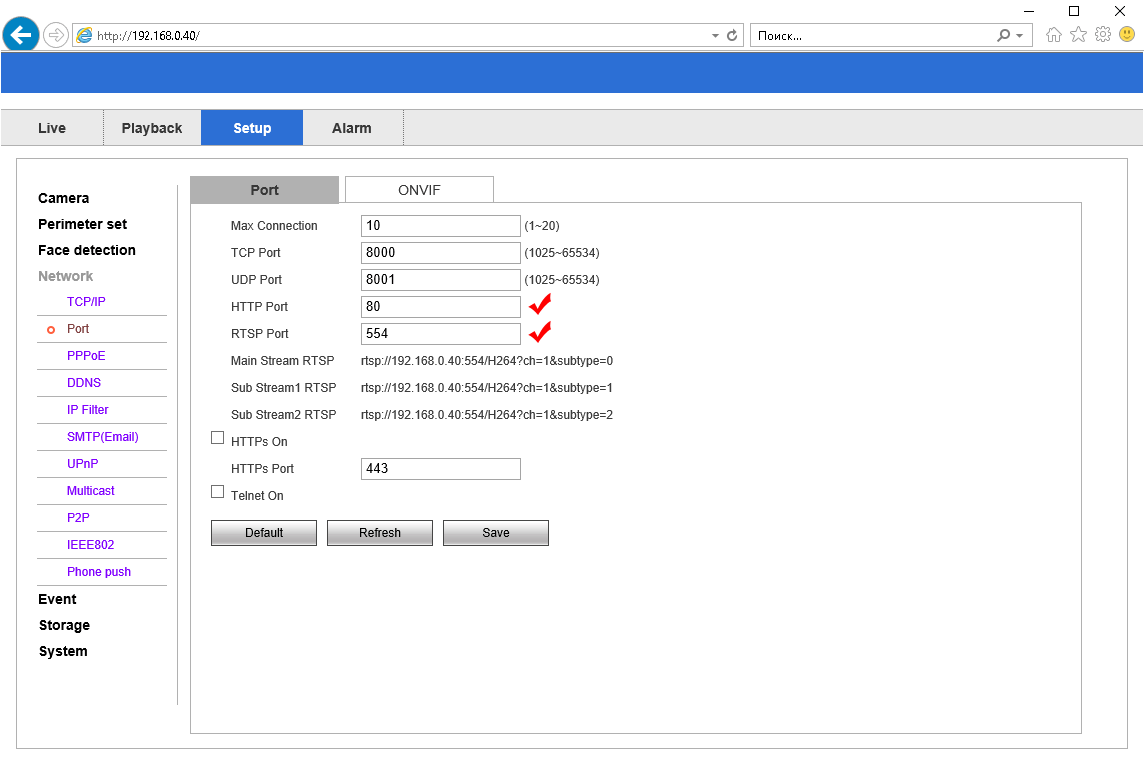 http://192.168.0.40/ Поиск...
Live Playback Setup Alarm
Camera
Perimeter set
Face detection
Network
TCP/IP
Port
PPPoE
DDNS
IP Filter
SMTP(Email)
UPnP
Multicast
P2P
IEEE802
Phone push
Event
Storage
System
Port ONVIF
Max Connection 10 (1~20)
TCP Port 8000 (1025~65534)
UDP Port 8001 (1025~65534)
HTTP Port 80
RTSP Port 554
Main Stream RTSP rtsp://192.168.0.40:554/H264?ch=1&subtype=0
Sub Stream1 RTSP rtsp://192.168.0.40:554/H264?ch=1&subtype=1
Sub Stream2 RTSP rtsp://192.168.0.40:554/H264?ch=1&subtype=2
HTTPs On
HTTPs Port 443
Telnet On
Default Refresh Save